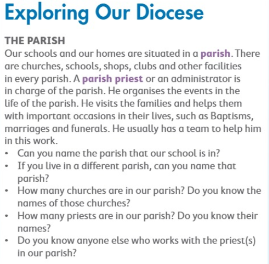 Exploring Our Diocese
THE PARISH
Our schools and our homes are situated in a parish. There
are churches, schools, shops, clubs and other facilities
in every parish. A parish priest or an administrator is
in charge of the parish. He organises the events in the
life of the parish. He visits the families and helps them
with important occasions in their lives, such as Baptisms,
marriages and funerals. He usually has a team to help him
in this work.
• Can you name the parish that our school is in?
• If you live in a different parish, can you name that
parish?
• How many churches are in our parish? Do you know the
names of those churches?
• How many priests are in our parish? Do you know their
names?
• Do you know anyone else who works with the priest(s)
in our parish?